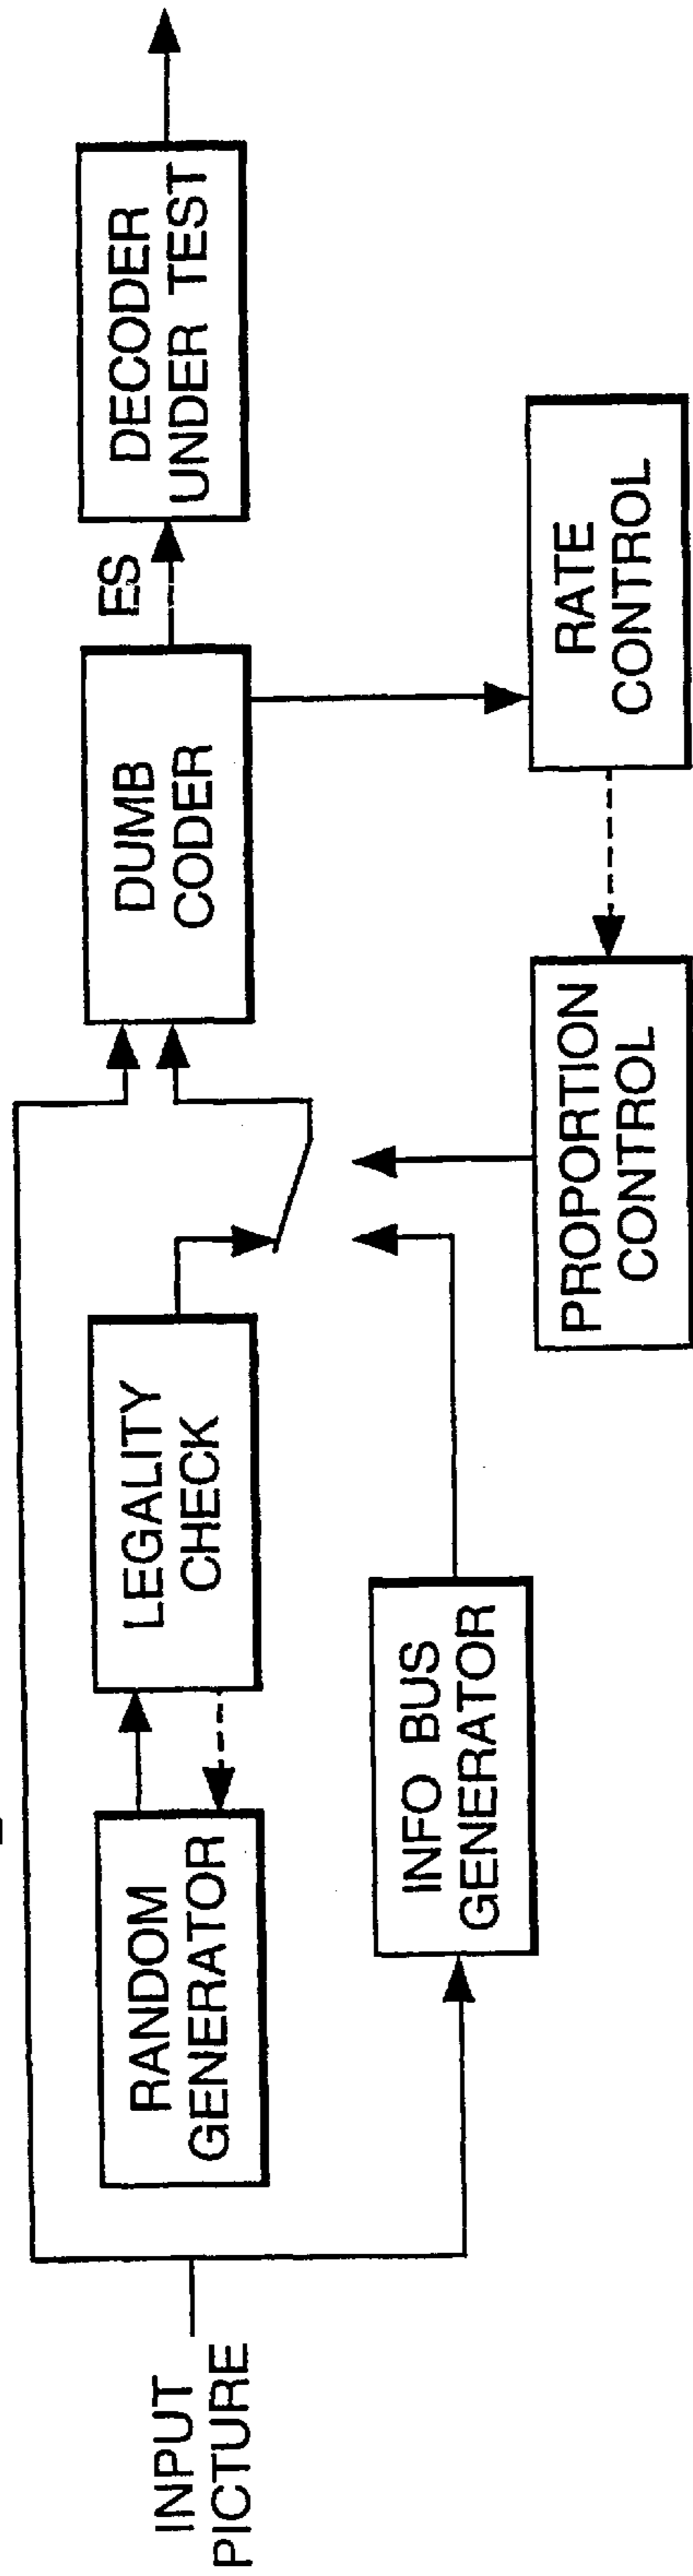 INPUT
PICTURE
RANDOM
GENERATOR
LEGALITY
CHECK
INFO BUS
GENERATOR
DUMB
CODER
ES
DECODER
UNDER TEST
PROPORTION
CONTROL
RATE
CONTROL